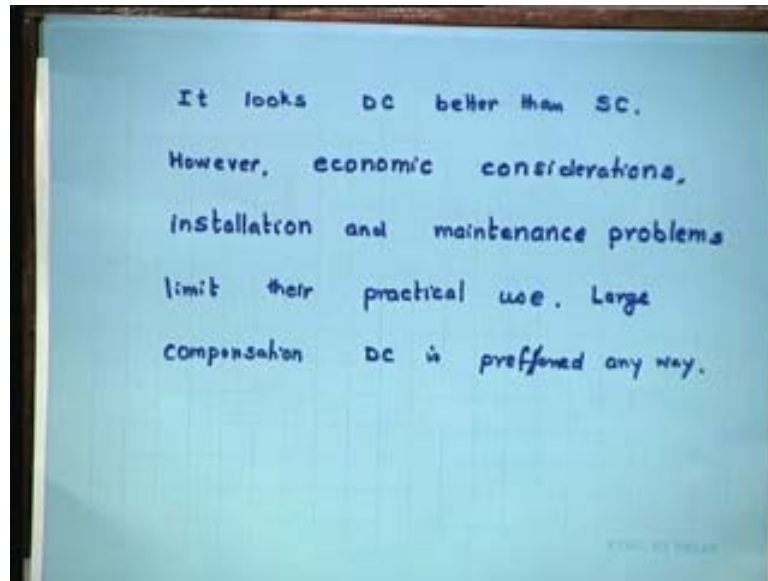 It looks DC better than SC.
However, economic considerations,
installation and maintenance problems
limit their practical use. Large
compensation DC is preffered any way.